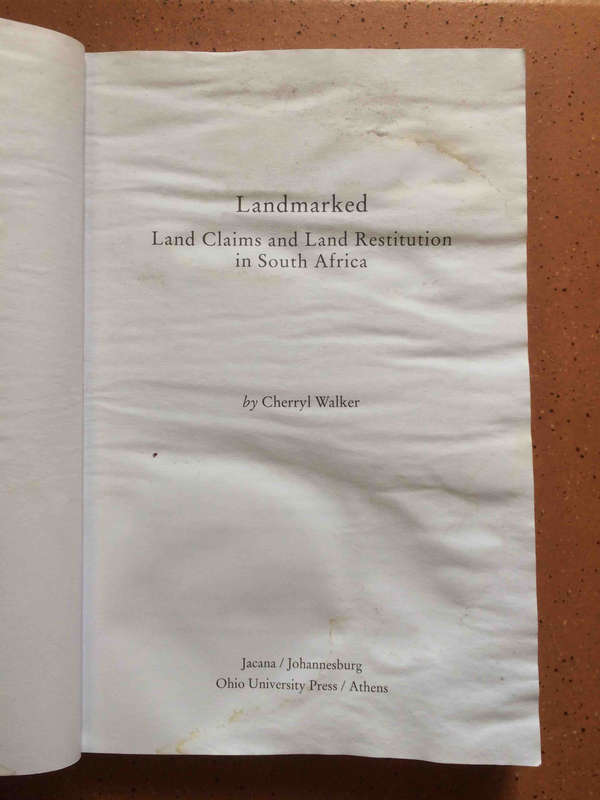 Landmarked
Land Claims and Land Restitution
in South Africa
by Cherryl Walker
Jacana / Johannesburg
Ohio University Press / Athens